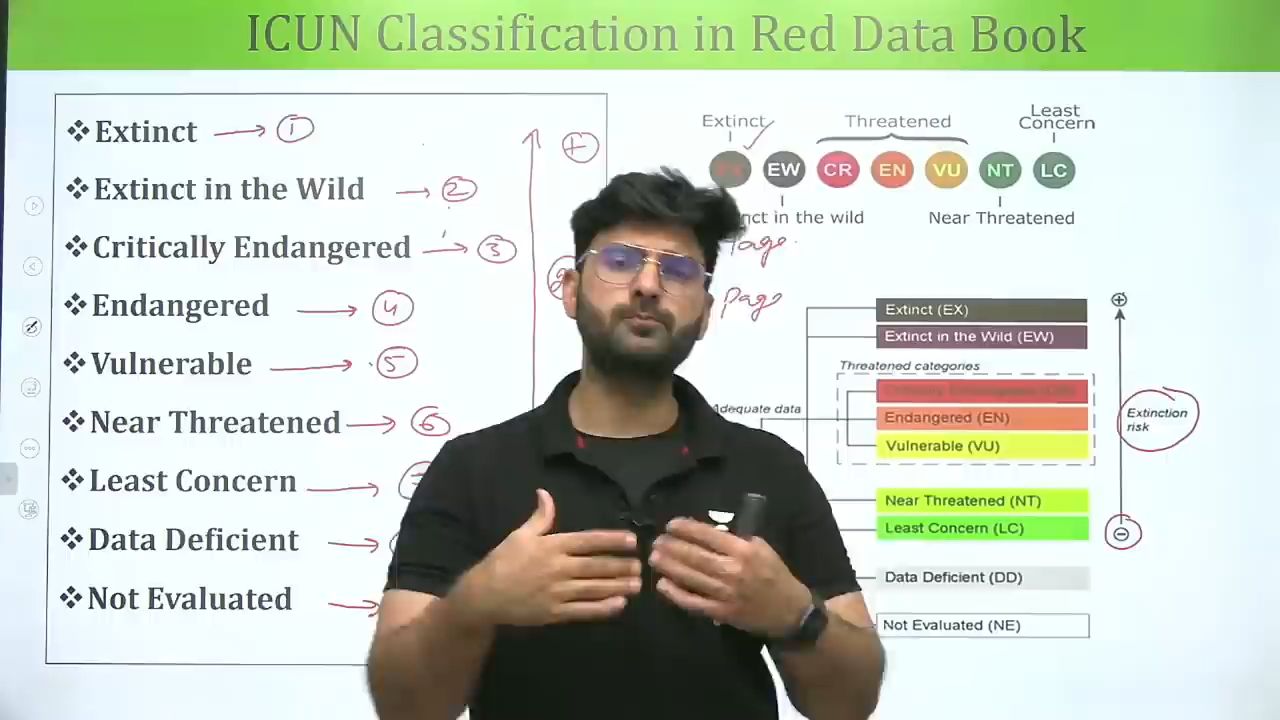 ICUN Classification in Red Data Book
❖Extinct → 1
❖Extinct in the Wild → 2
❖Critically Endangered → 3
❖Endangered → 4
❖Vulnerable → 5
❖Near Threatened → 6
❖Least Concern →
❖Data Deficient →
❖Not Evaluated →
+
Extinct Threatened Least
Concern
EW CR EN VU NT LC
in the wild Near Threatened
Page
Extinct (EX)
Extinct in the Wild (EW)
Threatened categories
Adequate data
Endangered (EN)
Vulnerable (VU)
Near Threatened (NT)
Least Concern (LC)
Data Deficient (DD)
Not Evaluated (NE)
+
Extinction
risk
−